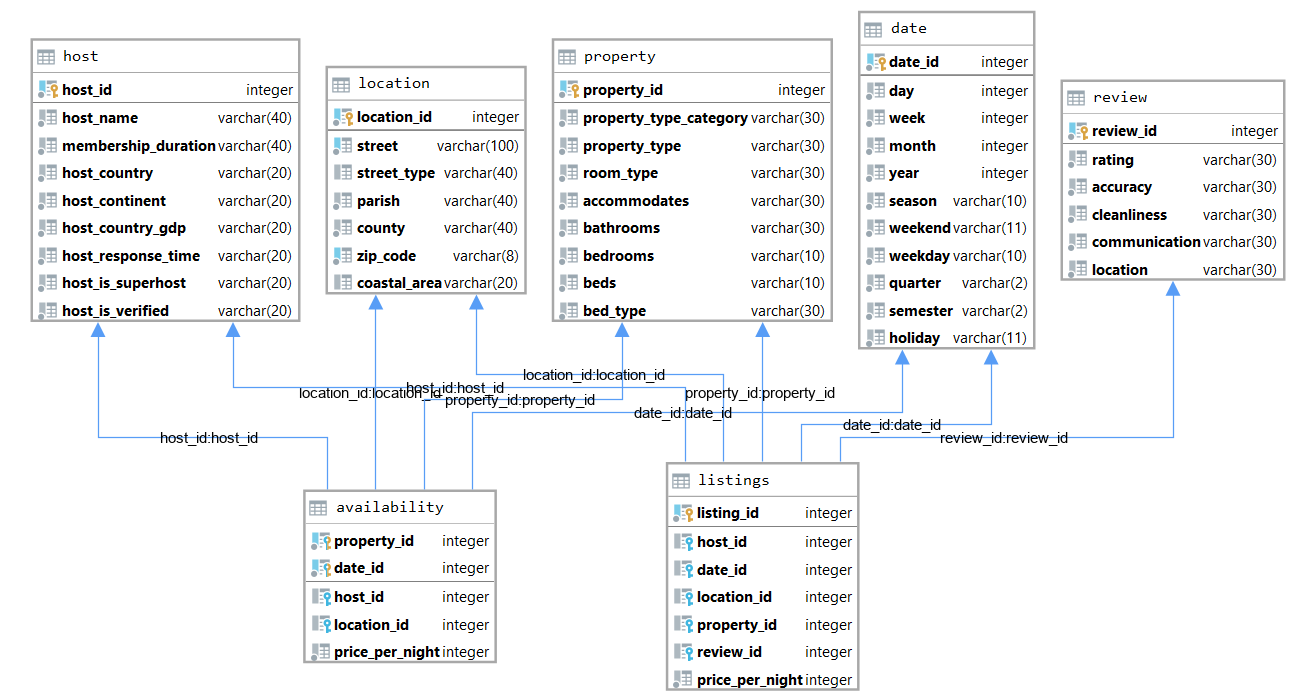 host
host_id integer
host_name varchar(40)
membership_duration varchar(40)
host_country varchar(20)
host_continent varchar(20)
host_country_gdp varchar(20)
host_response_time varchar(20)
host_is_superhost varchar(20)
host_is_verified varchar(20)
location
location_id integer
street varchar(100)
street_type varchar(40)
parish varchar(40)
county varchar(40)
zip_code varchar(8)
coastal_area varchar(20)
property
property_id integer
property_type_category varchar(30)
property_type varchar(30)
room_type varchar(30)
accommodates varchar(30)
bathrooms varchar(30)
bedrooms varchar(10)
beds varchar(10)
bed_type varchar(30)
date
date_id integer
day integer
week integer
month integer
year integer
season varchar(10)
weekend varchar(11)
weekday varchar(10)
quarter varchar(2)
semester varchar(2)
holiday varchar(11)
review
review_id integer
rating varchar(30)
accuracy varchar(30)
cleanliness varchar(30)
communication varchar(30)
location varchar(30)
location_id:location_id
host_id:host_id
location_id:location_id
property_id:property_id
property_id:property_id
date_id:date_id
date_id:date_id
host_id:host_id
review_id:review_id
availability
property_id integer
date_id integer
host_id integer
location_id integer
price_per_night integer
listings
listing_id integer
host_id integer
date_id integer
location_id integer
property_id integer
review_id integer
price_per_night integer